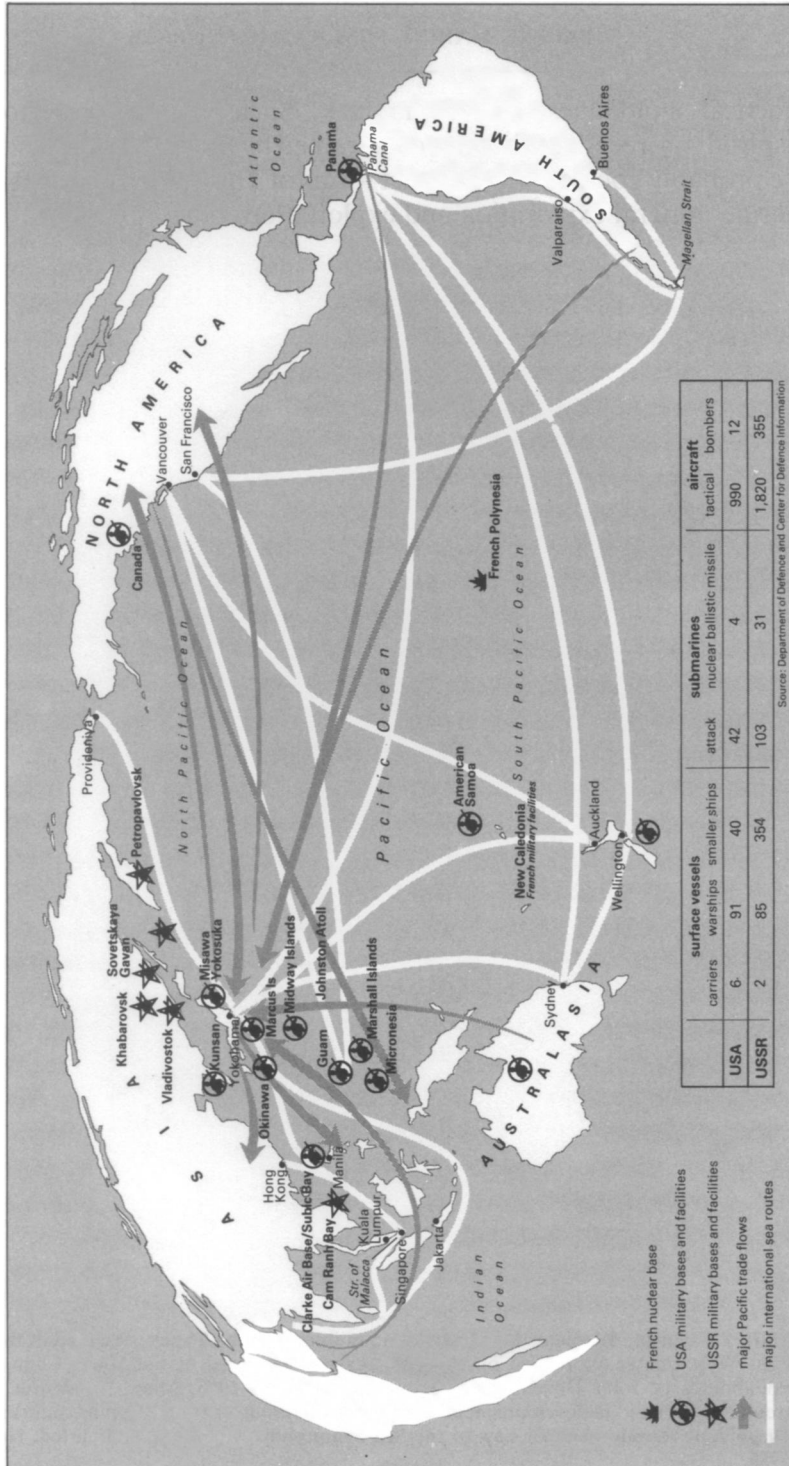 Atlantic
Ocean
Panama
Panama
Canal
NORTH AMERICA
SOUTH AMERICA
Buenos Aires
Valparaiso
Magellan Strait
Vancouver
San Francisco
Canada
Provideniya
North Pacific Ocean
Pacific Ocean
South Pacific Ocean
French Polynesia
American
Samoa
New Caledonia
French military facilities
Auckland
Wellington
Petropavlovsk
Sovetskaya
Gavan
Khabarovsk
Vladivostok
Misawa
Yokosuka
Kunsan
Yokohama
Marcus Is
Midway Islands
Johnston Atoll
Okinawa
Guam
Marshall Islands
Micronesia
ASIA
Hong
Kong
Clarke Air Base/Subic Bay
Manila
Cam Ranh Bay
Kuala
Lumpur
Str. of
Malacca
Singapore
Jakarta
Indian
Ocean
AUSTRALASIA
Sydney
French nuclear base
USA military bases and facilities
USSR military bases and facilities
major Pacific trade flows
major international sea routes
surface vessels submarines aircraft
carriers warships smaller ships attack nuclear ballistic missile tactical bombers
USA 6 91 40 42 4 990 12
USSR 2 85 354 103 31 1,820 355
Source: Department of Defence and Center for Defence Information